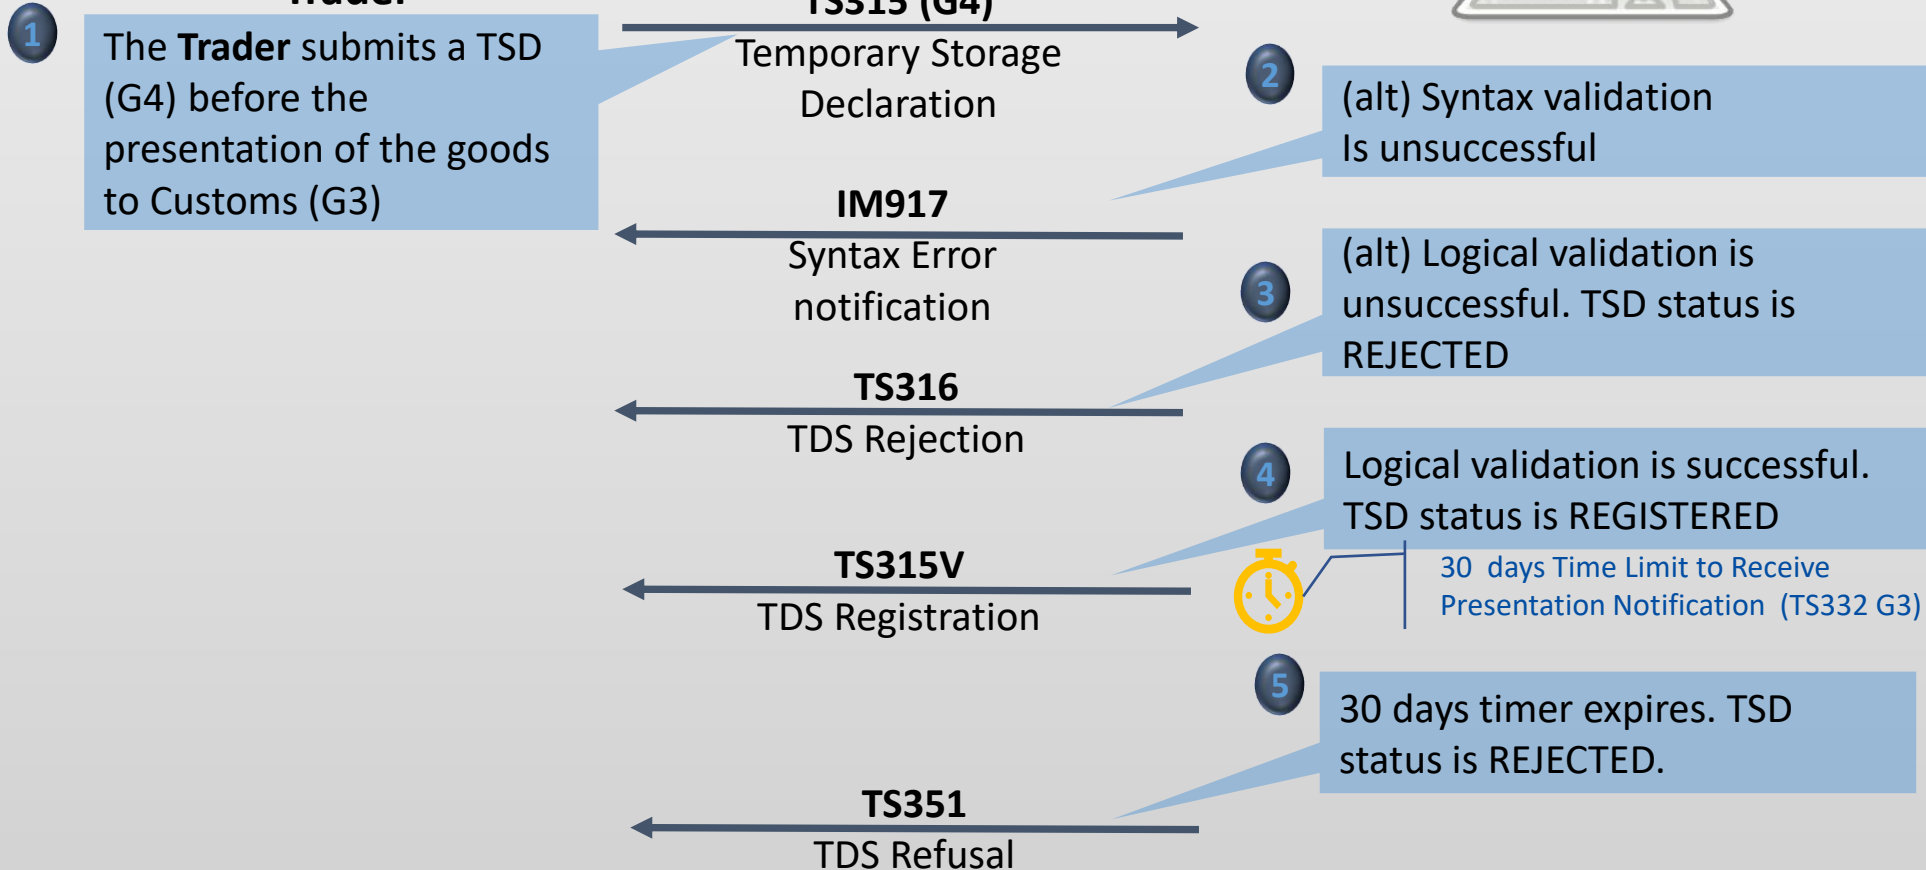 Trader
TS315 (G4)
1
The Trader submits a TSD
(G4) before the
presentation of the goods
to Customs (G3)
Temporary Storage
Declaration
2
(alt) Syntax validation
Is unsuccessful
IM917
Syntax Error
notification
3
(alt) Logical validation is
unsuccessful. TSD status is
REJECTED
TS316
TDS Rejection
4
Logical validation is successful.
TSD status is REGISTERED
TS315V
TDS Registration
30 days Time Limit to Receive
Presentation Notification (TS332 G3)
5
30 days timer expires. TSD
status is REJECTED.
TS351
TDS Refusal